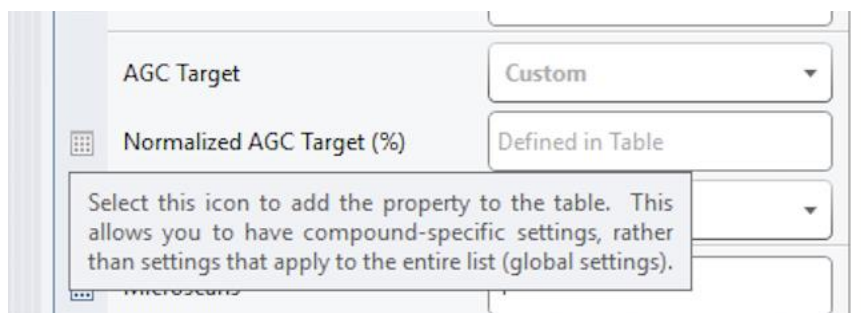 AGC Target
Custom
Normalized AGC Target (%)
Defined in Table
Select this icon to add the property to the table. This
allows you to have compound-specific settings, rather
than settings that apply to the entire list (global settings).
Microscans